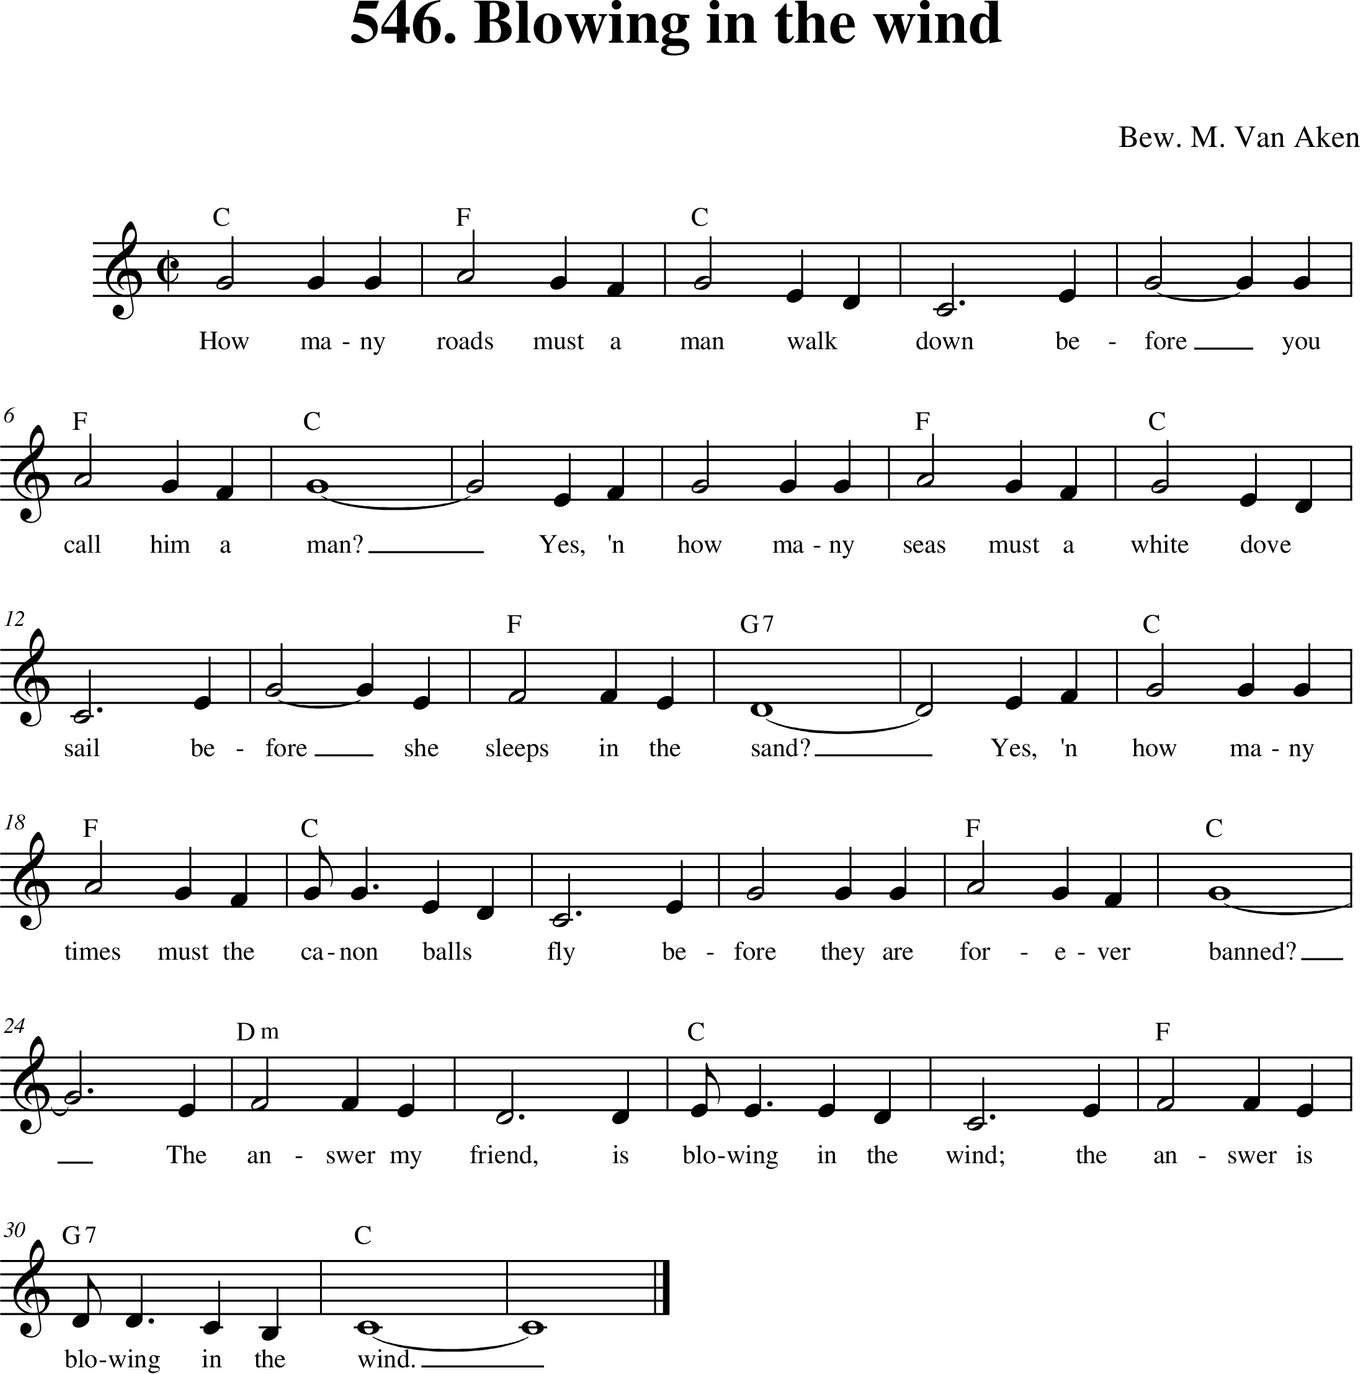 546. Blowing in the wind
Bew. M. Van Aken
C F C
How ma - ny roads must a man walk down be - fore you
6 F C F C
call him a man? Yes, 'n how ma - ny seas must a white dove
12 F G7 C
sail be - fore she sleeps in the sand? Yes, 'n how ma - ny
18 F C F C
times must the ca - non balls fly be - fore they are for - e - ver banned?
24 Dm C F
The an - swer my friend, is blo - wing in the wind; the an - swer is
30 G7 C
blo - wing in the wind.